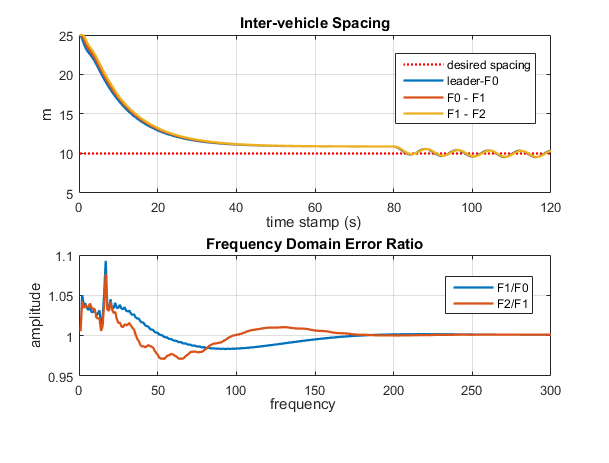 Inter-vehicle Spacing
25
20
15
10
5
m
desired spacing
leader-F0
F0 - F1
F1 - F2
0 20 40 60 80 100 120
time stamp (s)
Frequency Domain Error Ratio
1.1
1.05
1
0.95
amplitude
F1/F0
F2/F1
0 50 100 150 200 250 300
frequency